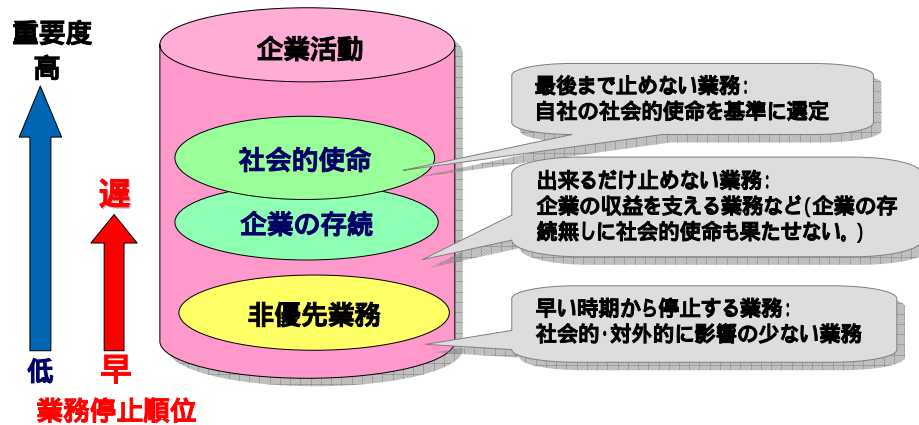 重要度
高
企業活動
最後まで止めない業務:
自社の社会的使命を基準に選定
社会的使命
遅
企業の存続
出来るだけ止めない業務:
企業の収益を支える業務など(企業の存
続無しに社会的使命も果たせない。)
非優先業務
早い時期から停止する業務:
社会的・対外的に影響の少ない業務
低
早
業務停止順位